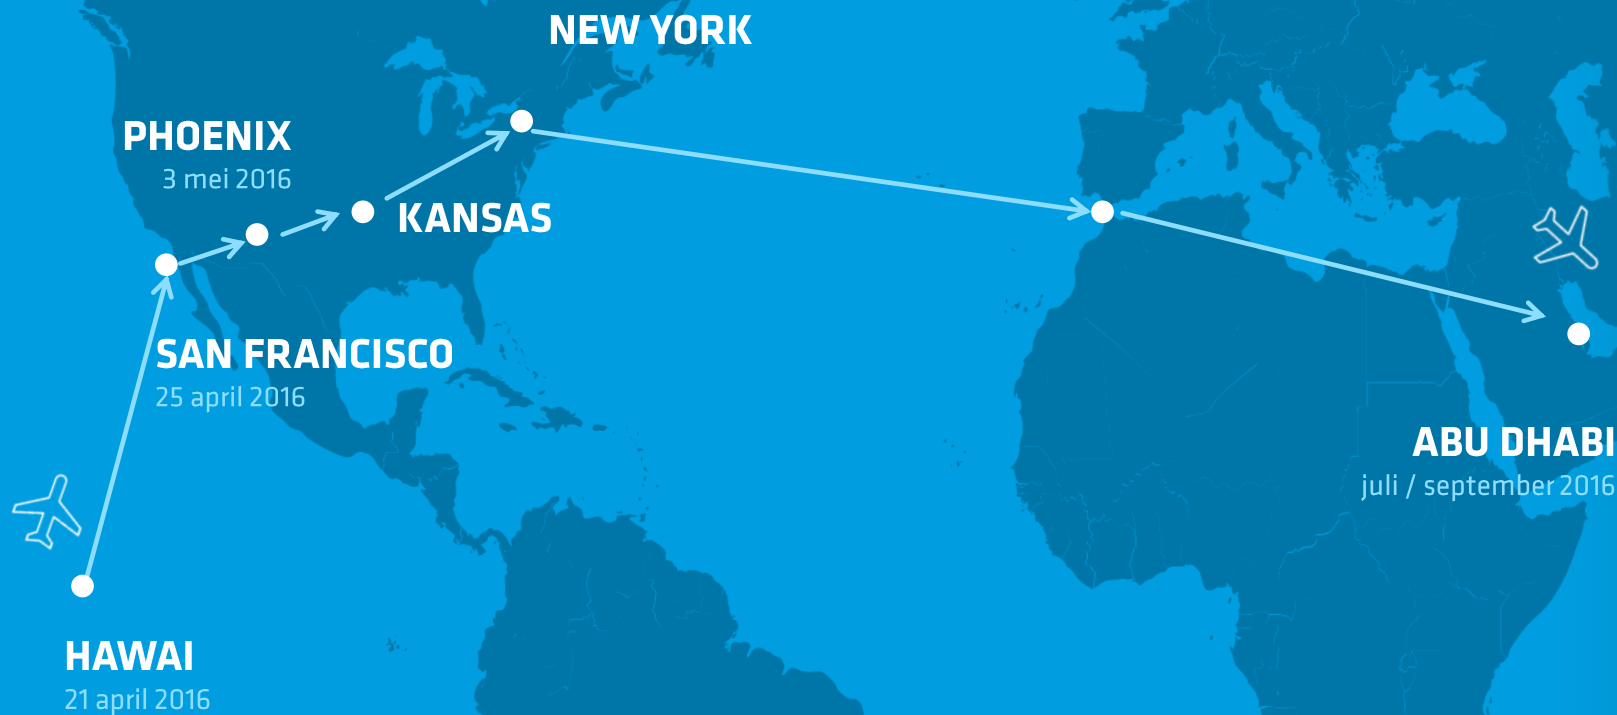 NEW YORK
PHOENIX
3 mei 2016
KANSAS
SAN FRANCISCO
25 april 2016
ABU DHABI
juli / september 2016
HAWAI
21 april 2016